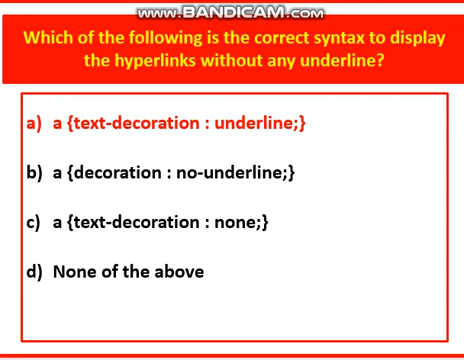 www.BANDICAM.com
Which of the following is the correct syntax to display
the hyperlinks without any underline?
a) a {text-decoration : underline;}
b) a {decoration : no-underline;}
c) a {text-decoration : none;}
d) None of the above